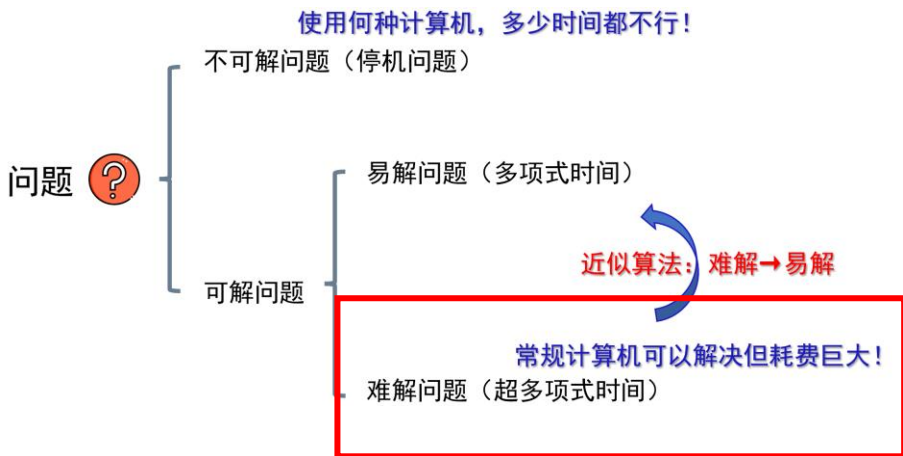 使用何种计算机，多少时间都不行！
不可解问题（停机问题）
问题 ?
易解问题（多项式时间）
近似算法：难解→易解
可解问题
常规计算机可以解决但耗费巨大！
难解问题（超多项式时间）